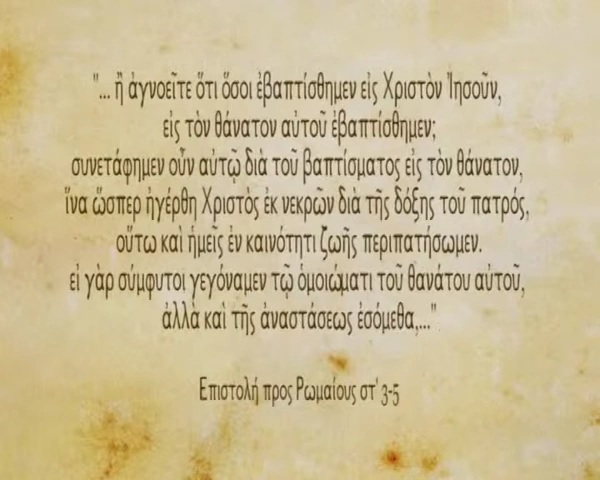 "... ἢ ἀγνοεῖτε ὅτι ὅσοι ἐβαπτίσθημεν εἰς Χριστὸν Ἰησοῦν,
εἰς τὸν θάνατον αὐτοῦ ἐβαπτίσθημεν;
συνετάφημεν οὖν αὐτῷ διὰ τοῦ βαπτίσματος εἰς τὸν θάνατον,
ἵνα ὥσπερ ἠγέρθη Χριστὸς ἐκ νεκρῶν διὰ τῆς δόξης τοῦ πατρός,
οὕτω καὶ ἡμεῖς ἐν καινότητι ζωῆς περιπατήσωμεν.
εἰ γὰρ σύμφυτοι γεγόναμεν τῷ ὁμοιώματι τοῦ θανάτου αὐτοῦ,
ἀλλὰ καὶ τῆς ἀναστάσεως ἐσόμεθα,..."
Επιστολή προς Ρωμαίους στ' 3-5